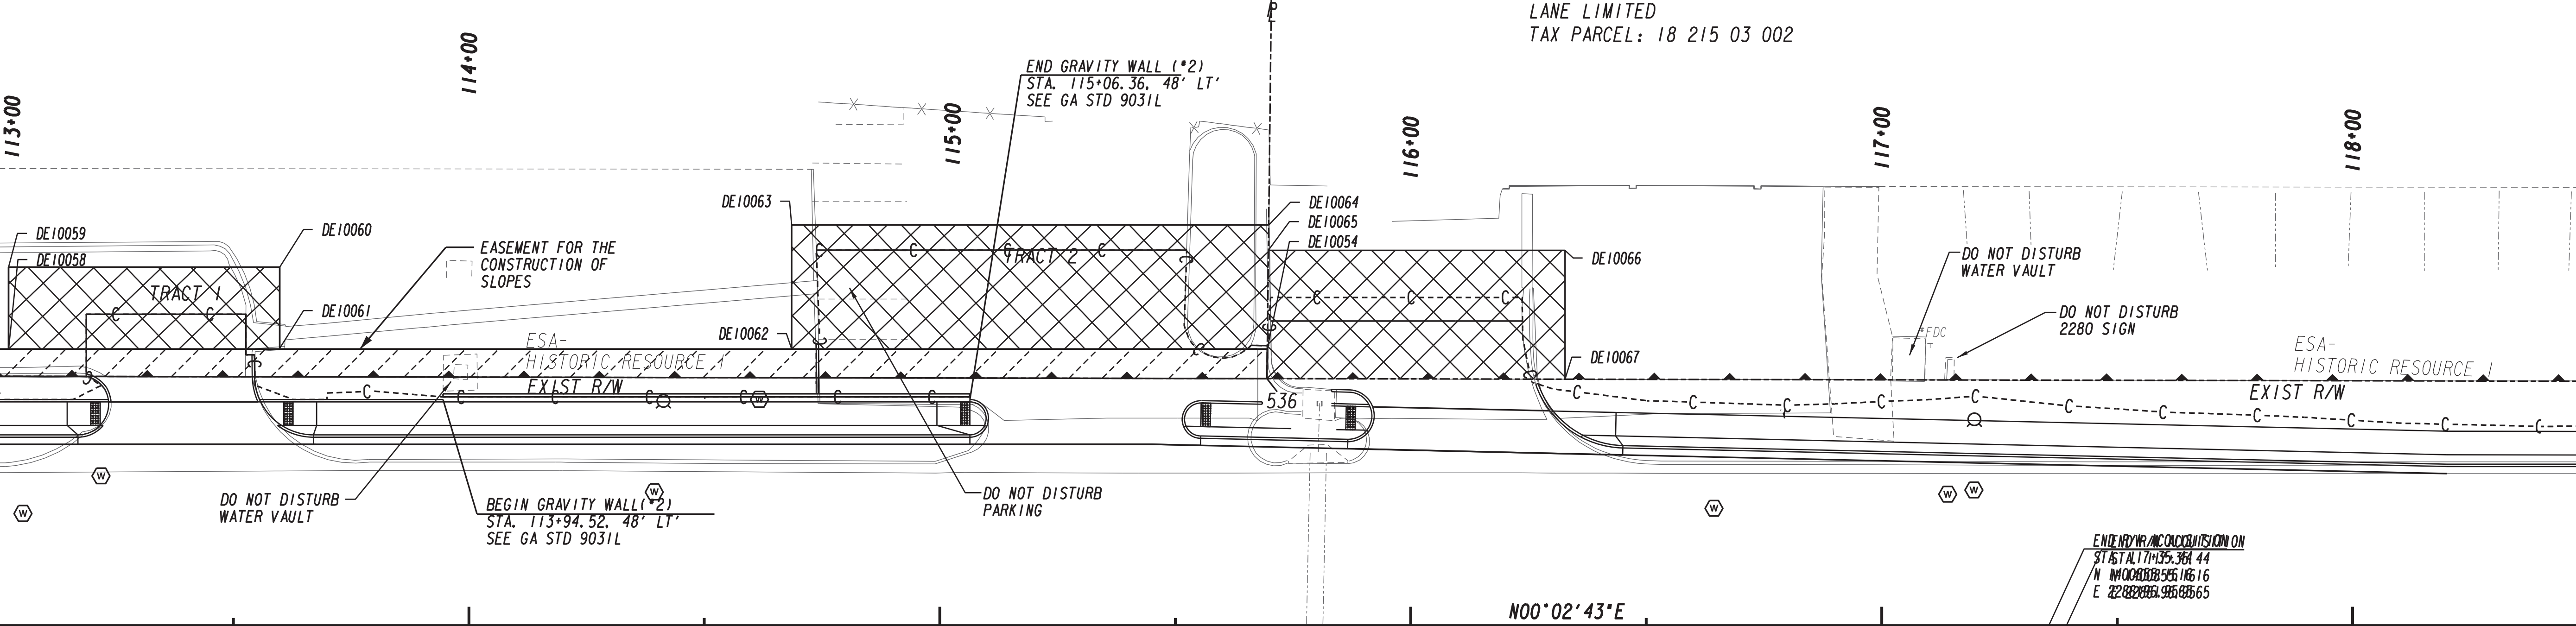 LANE LIMITED
TAX PARCEL: 18 215 03 002
113+00
114+00
115+00
116+00
117+00
118+00
END GRAVITY WALL (#2)
STA. 115+06.36, 48' LT'
SEE GA STD 9031L
DE10059
DE10058
DE10060
DE10061
DE10063
DE10062
DE10064
DE10065
DE10054
DE10066
DE10067
EASEMENT FOR THE
CONSTRUCTION OF
SLOPES
TRACT 1
TRACT 2
DO NOT DISTURB
WATER VAULT
DO NOT DISTURB
2280 SIGN
FDC
ESA-
HISTORIC RESOURCE 1
EXIST R/W
ESA-
HISTORIC RESOURCE 1
EXIST R/W
536
C C C C C C C C C C C C C C C C C C C C C C C C C C C C C C C
W W W W W W W
DO NOT DISTURB
WATER VAULT
BEGIN GRAVITY WALL(#2)
STA. 113+94.52, 48' LT'
SEE GA STD 9031L
DO NOT DISTURB
PARKING
END R/W ACQUISITION
N00°02'43"E